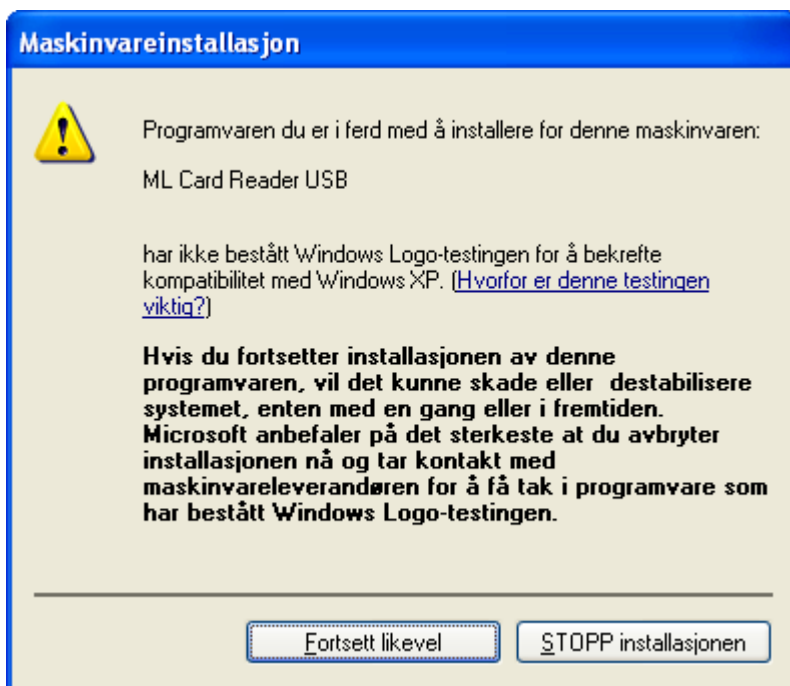 Maskinvareinstallasjon
Programvaren du er i ferd med å installere for denne maskinvaren:
ML Card Reader USB
har ikke bestått Windows Logo-testingen for å bekrefte
kompatibilitet med Windows XP. (Hvorfor er denne testingen
viktig?)
Hvis du fortsetter installasjonen av denne
programvaren, vil det kunne skade eller destabilisere
systemet, enten med en gang eller i fremtiden.
Microsoft anbefaler på det sterkeste at du avbryter
installasjonen nå og tar kontakt med
maskinvareleverandøren for å få tak i programvare som
har bestått Windows Logo-testingen.
Fortsett likevel
STOPP installasjonen